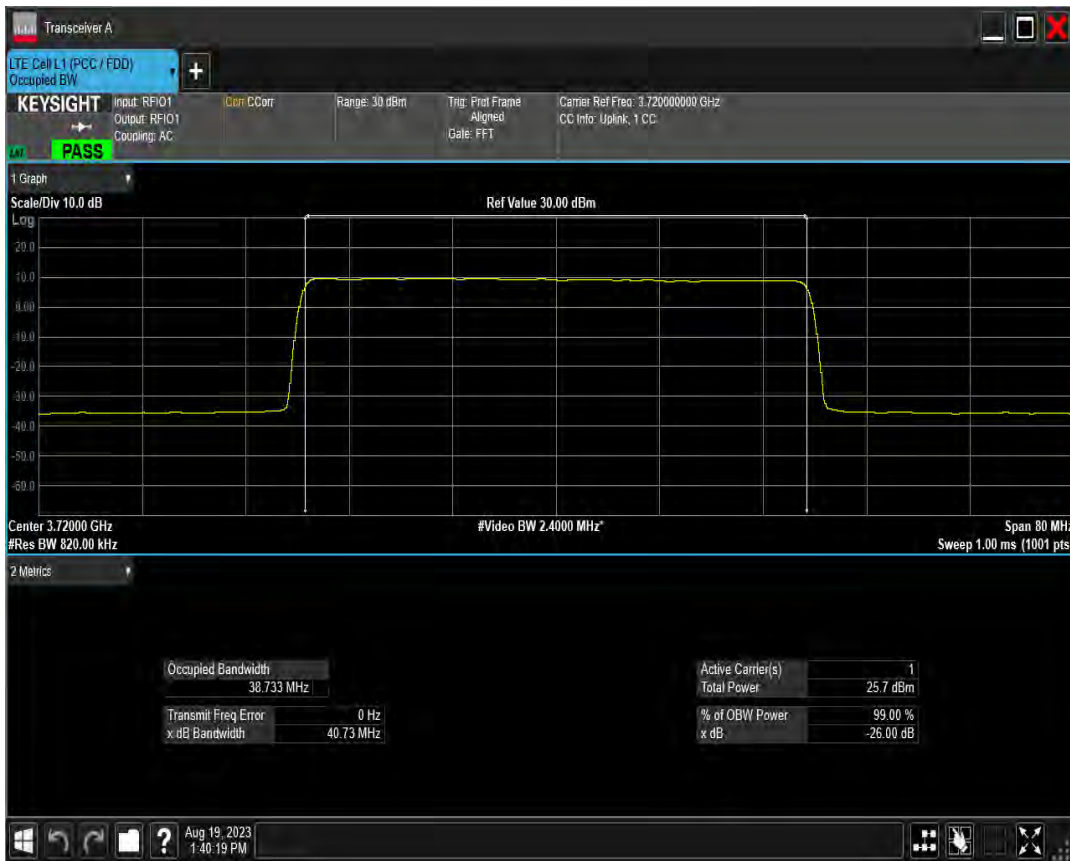 Transceiver A
LTE Cell L1 (PCC / FDD)
Occupied BW
+
KEYSIGHT
Input: RFIO1
Output: RFIO1
Coupling: AC
Corr CCorr
Range: 30 dBm
Trig: Prot Frame
Aligned
Gate: FFT
Carrier Ref Freq: 3.720000000 GHz
CC Info: Uplink, 1 CC
PASS
1 Graph
Scale/Div 10.0 dB
Ref Value 30.00 dBm
Log
20.0
10.0
0.00
-10.0
-20.0
-30.0
-40.0
-50.0
-60.0
Center 3.72000 GHz
#Video BW 2.4000 MHz*
Span 80 MHz
#Res BW 820.00 kHz
Sweep 1.00 ms (1001 pts
2 Metrics
Occupied Bandwidth
38.733 MHz
Transmit Freq Error 0 Hz
x dB Bandwidth 40.73 MHz
Active Carrier(s) 1
Total Power 25.7 dBm
% of OBW Power 99.00 %
x dB -26.00 dB
?
Aug 19, 2023
1:40:19 PM